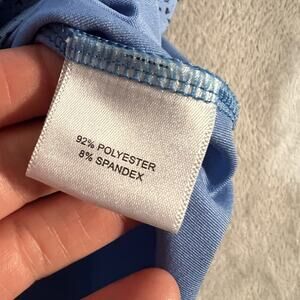 92% POLYESTER
8% SPANDEX